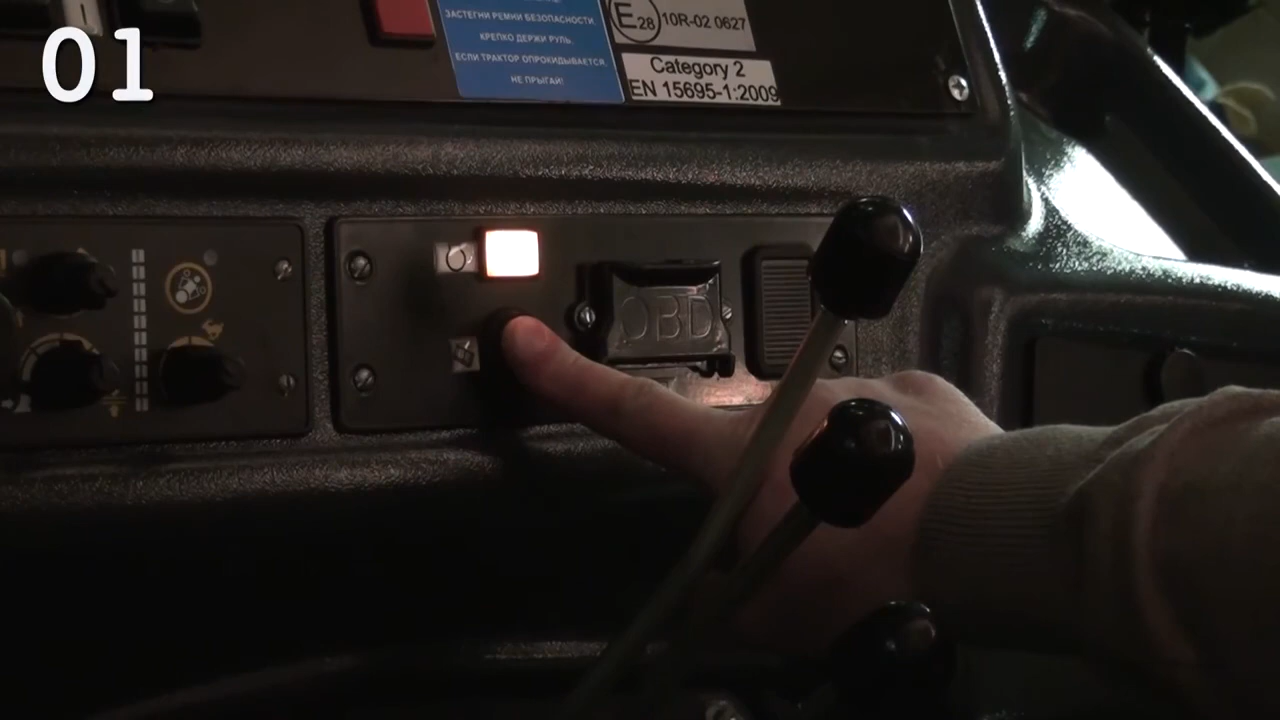 01
ЗАСТЕГНИ РЕМНИ БЕЗОПАСНОСТИ.
КРЕПКО ДЕРЖИ РУЛЬ.
ЕСЛИ ТРАКТОР ОПРОКИДЫВАЕТСЯ,
НЕ ПРЫГАЙ!
E28 10R-02 0627
Category 2
EN 15695-1:2009
OBD